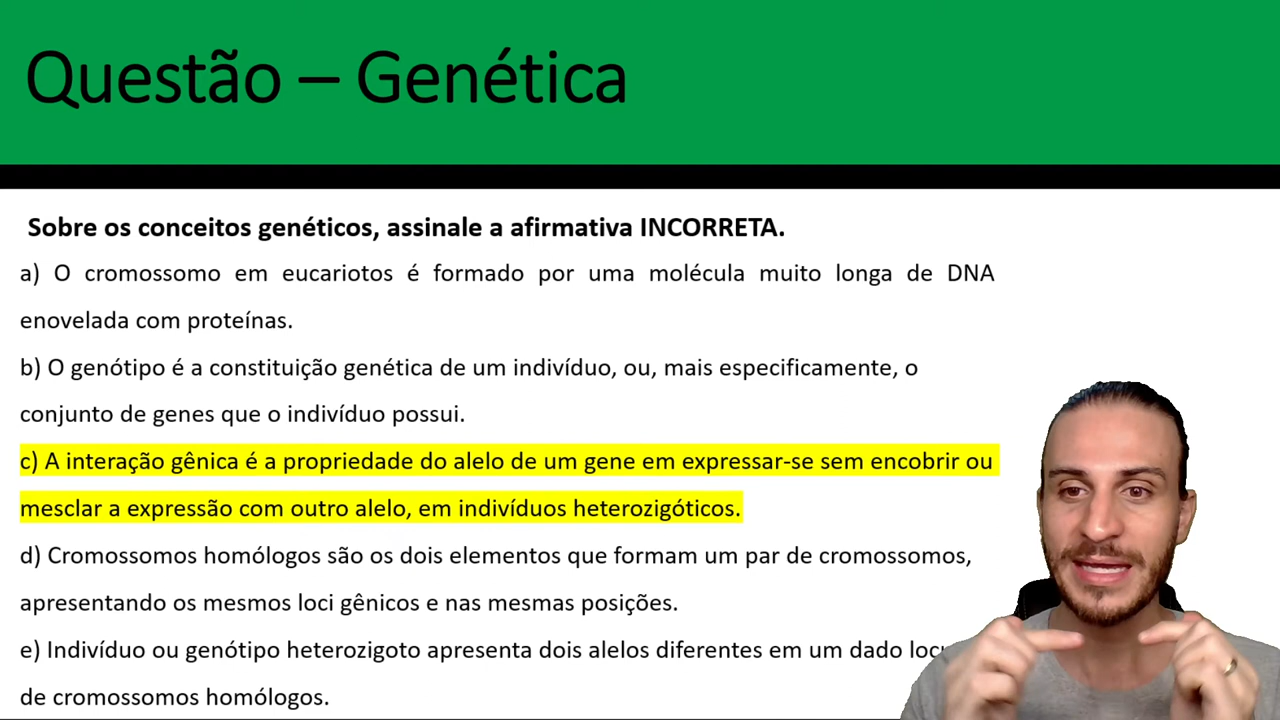 Questão – Genética
Sobre os conceitos genéticos, assinale a afirmativa INCORRETA.
a) O cromossomo em eucariotos é formado por uma molécula muito longa de DNA
enovelada com proteínas.
b) O genótipo é a constituição genética de um indivíduo, ou, mais especificamente, o
conjunto de genes que o indivíduo possui.
c) A interação gênica é a propriedade do alelo de um gene em expressar-se sem encobrir ou
mesclar a expressão com outro alelo, em indivíduos heterozigóticos.
d) Cromossomos homólogos são os dois elementos que formam um par de cromossomos,
apresentando os mesmos loci gênicos e nas mesmas posições.
e) Indivíduo ou genótipo heterozigoto apresenta dois alelos diferentes em um dado
de cromossomos homólogos.